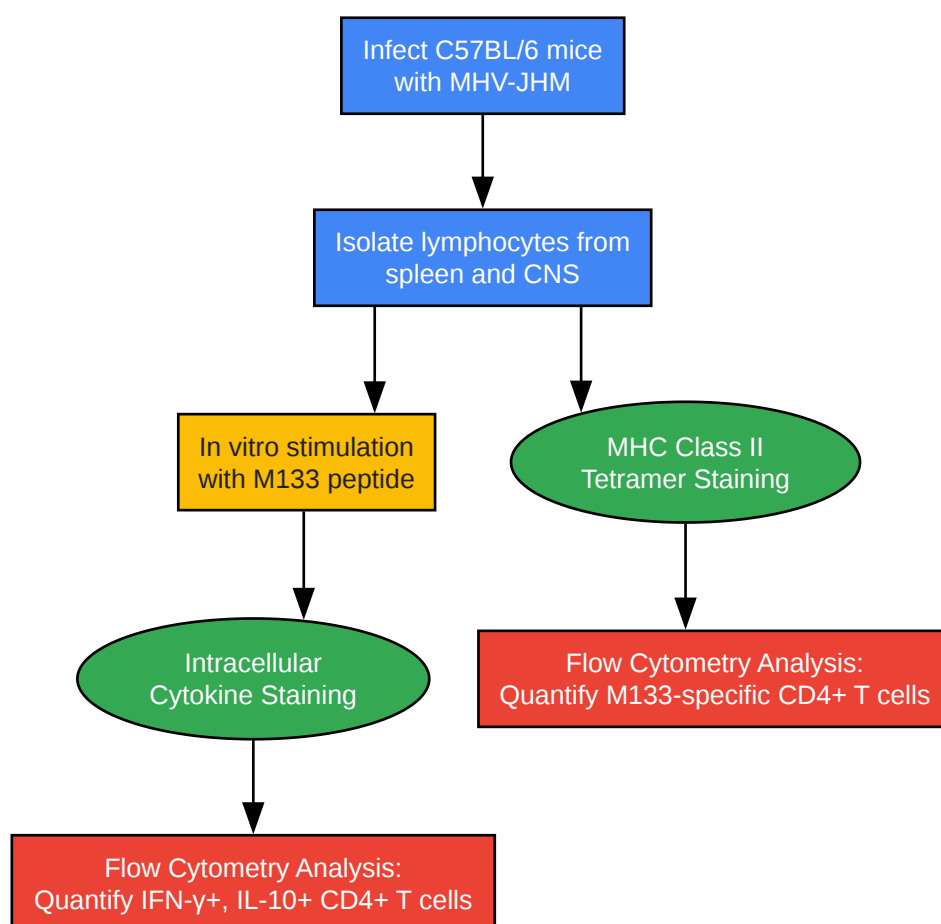 Infect C57BL/6 mice
with MHV-JHM
Isolate lymphocytes from
spleen and CNS
In vitro stimulation
with M133 peptide
MHC Class II
Tetramer Staining
Intracellular
Cytokine Staining
Flow Cytometry Analysis:
Quantify M133-specific CD4+ T cells
Flow Cytometry Analysis:
Quantify IFN-γ+, IL-10+ CD4+ T cells